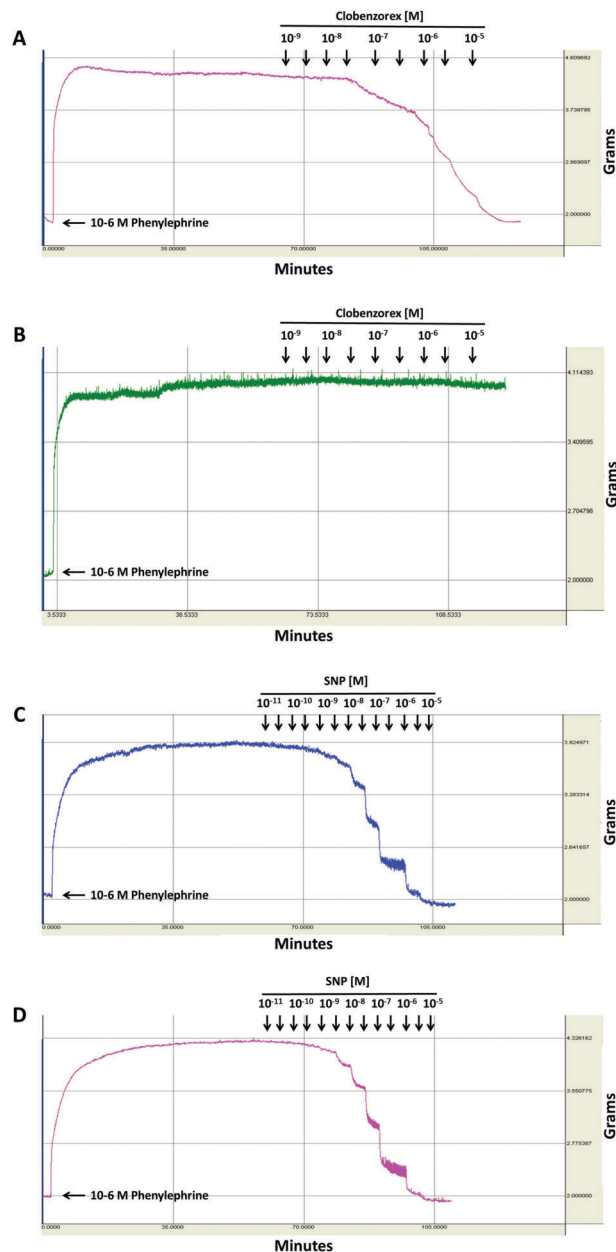 A
Clobenzorex [M]
10-9 10-8 10-7 10-6 10-5
4.609692
3.739795
2.869897
2.000000
Grams
10-6 M Phenylephrine
0.00000 35.00000 70.00000 105.00000
Minutes
B
Clobenzorex [M]
10-9 10-8 10-7 10-6 10-5
4.114393
3.409595
2.704798
2.000000
Grams
10-6 M Phenylephrine
3.5333 38.5333 73.5333 108.5333
Minutes
C
SNP [M]
10-11 10-10 10-9 10-8 10-7 10-6 10-5
3.924971
3.283314
2.641657
2.000000
Grams
10-6 M Phenylephrine
0.0000 35.0000 70.0000 105.0000
Minutes
D
SNP [M]
10-11 10-10 10-9 10-8 10-7 10-6 10-5
4.326162
3.550775
2.775387
2.000000
Grams
10-6 M Phenylephrine
0.0000 35.0000 70.0000 105.0000
Minutes